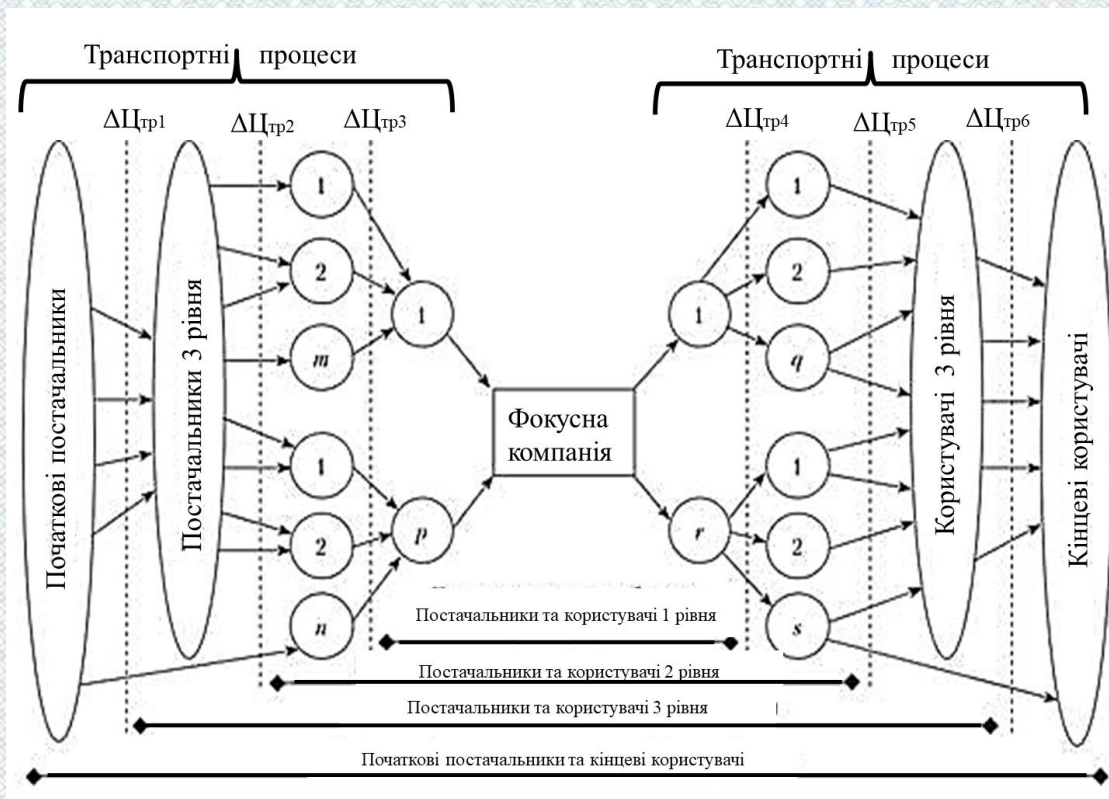 Транспортні процеси
Транспортні процеси
ΔЦтр1
ΔЦтр2
ΔЦтр3
ΔЦтр4
ΔЦтр5
ΔЦтр6
Початкові постачальники
Постачальники 3 рівня
1
2
m
1
2
n
1
p
Фокусна
компанія
1
r
1
2
q
1
2
s
Користувачі 3 рівня
Кінцеві користувачі
Постачальники та користувачі 1 рівня
Постачальники та користувачі 2 рівня
Постачальники та користувачі 3 рівня
Початкові постачальники та кінцеві користувачі